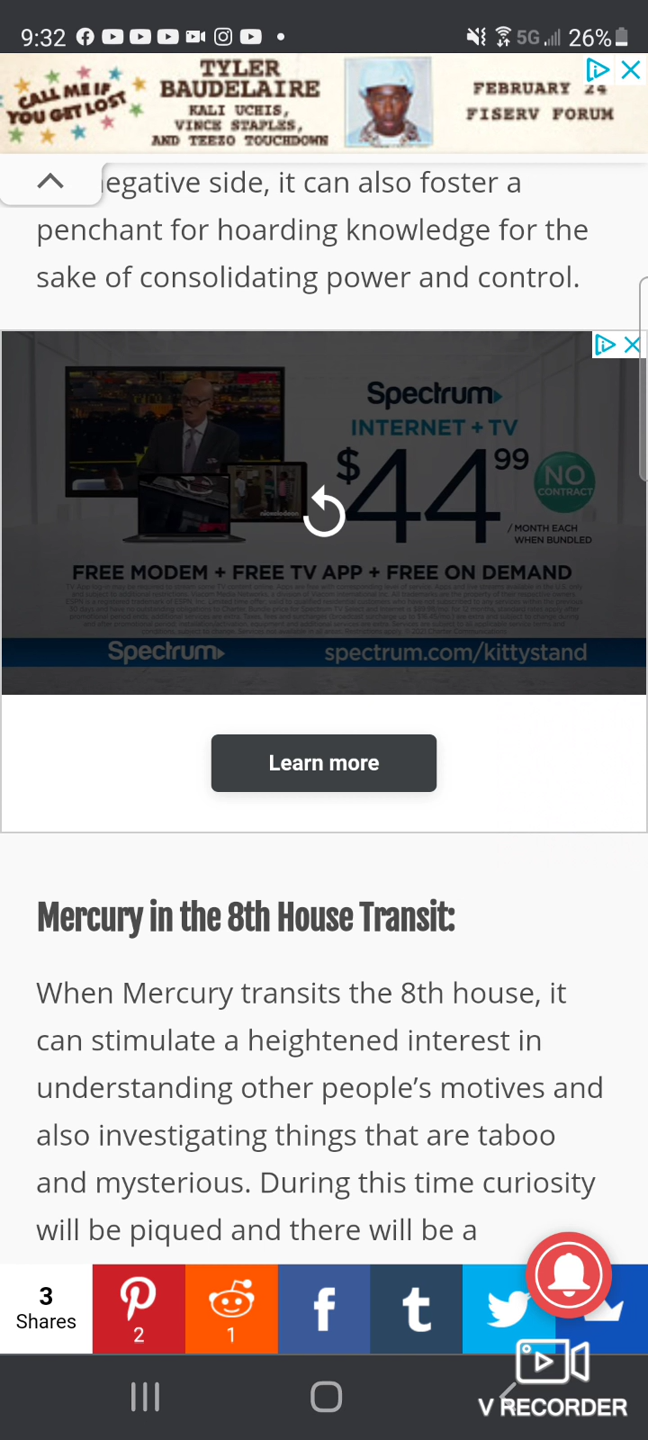 9:32
5G 26%
CALL ME IF
YOU GET LOST
TYLER
BAUDELAIRE
KALI UCHIS,
VINCE STAPLES,
AND TEEZO TOUCHDOWN
FEBRUARY 24
FISERV FORUM
egative side, it can also foster a
penchant for hoarding knowledge for the
sake of consolidating power and control.
Spectrum
INTERNET + TV
$44 99
NO
CONTRACT
/MONTH EACH
WHEN BUNDLED
nickelodeon
FREE MODEM + FREE TV APP + FREE ON DEMAND
Spectrum spectrum.com/kittystand
Learn more
Mercury in the 8th House Transit:
When Mercury transits the 8th house, it
can stimulate a heightened interest in
understanding other people’s motives and
also investigating things that are taboo
and mysterious. During this time curiosity
will be piqued and there will be a
3
Shares
2
1
V RECORDER